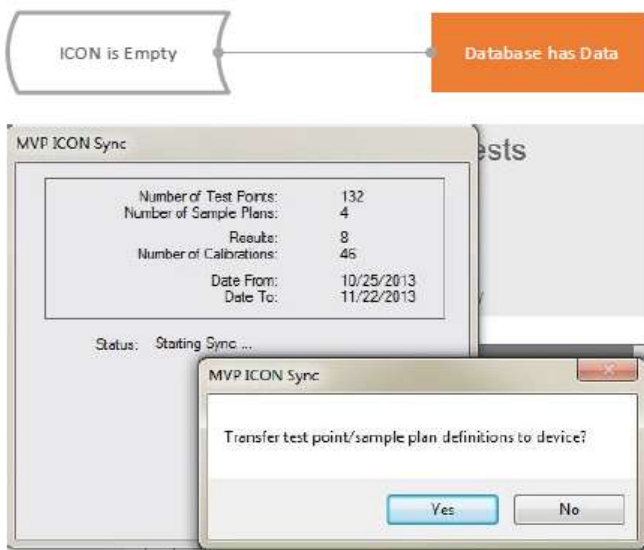 ICON is Empty
Database has Data
MVP ICON Sync
ests
Number of Test Points: 132
Number of Sample Plans: 4
Results: 8
Number of Calibrations: 46
Date From: 10/25/2013
Date To: 11/22/2013
Status: Starting Sync ...
MVP ICON Sync
Transfer test point/sample plan definitions to device?
Yes No